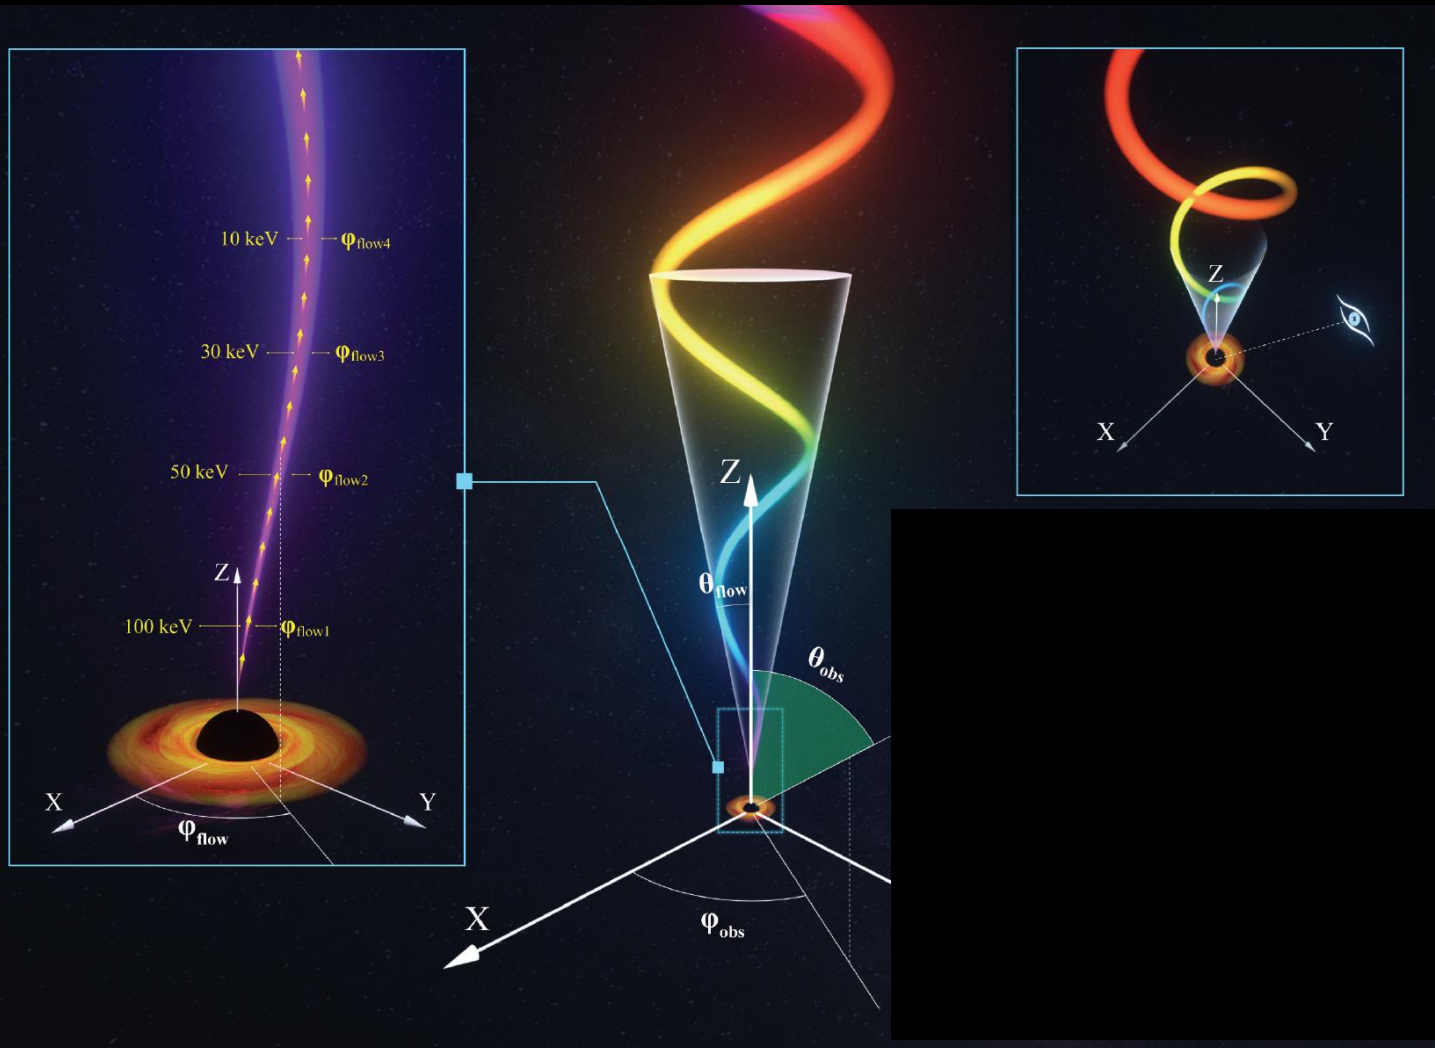 10 keV φflow4
30 keV φflow3
50 keV φflow2
Z
100 keV φflow1
X
Y
φflow
Z
θflow
θobs
X
φobs
Z
X
Y